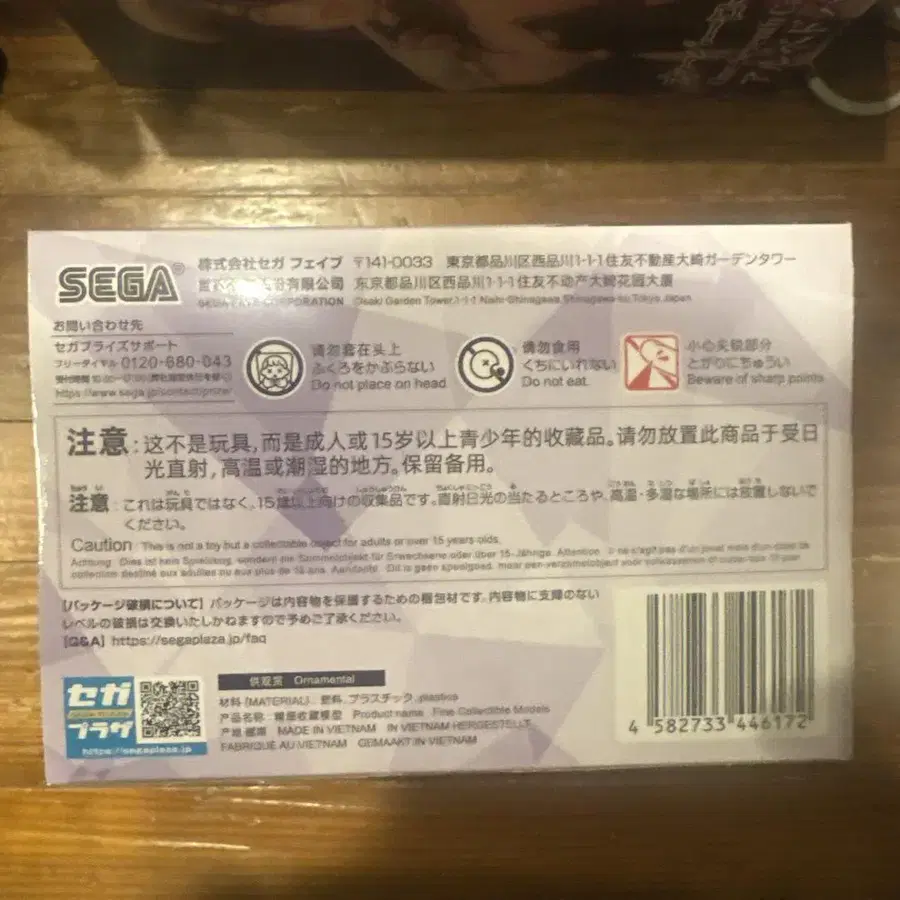 SEGA
株式会社セガ フェイブ 〒141-0033 東京都品川区西品川1-1-1住友不動産大崎ガーデンタワー
有限公司 东京都品川区西品川1-1-1住友不动产大崎花园大厦
SEGA FAVE CORPORATION Osaki Garden Tower,1-1-1 Nishi-Shinagawa Shinagawa-ku Tokyo Japan
お問い合わせ先
セガプライズサポート
フリーダイヤル 0120-680-043
请勿套在头上
ふくろをかぶらない
Do not place on head
请勿食用
くちにいれない
Do not eat.
小心尖锐部分
とがりにちゅうい
Beware of sharp points
注意:这不是玩具,而是成人或15岁以上青少年的收藏品。请勿放置此商品于受日
光直射,高温或潮湿的地方。保留备用。
注意:これは玩具ではなく、15歳以上向けの収集品です。直射日光の当たるところや、高温・多湿な場所には放置しないで
ください。
Caution This is not a toy but a collectable object for adults or over 15 years olds.
【パッケージ破損について】パッケージは内容物を保護するための梱包材です。内容物に支障のない
レベルの破損は交換いたしかねますので予めご了承ください。
【Q&A】https://segaplaza.jp/faq
セガ
プラザ
https://segaplaza.jp
供观赏 Ornamental
材料 (MATERIAL): 塑料、プラスチック、plastics
产品名称: 精细收藏模型 Product name: Fine Collectible Models
产地:越南 MADE IN VIETNAM IN VIETNAM HERGESTELLT
FABRIQUÉ AU VIETNAM GEMAAKT IN VIETNAM
4 582733 446172